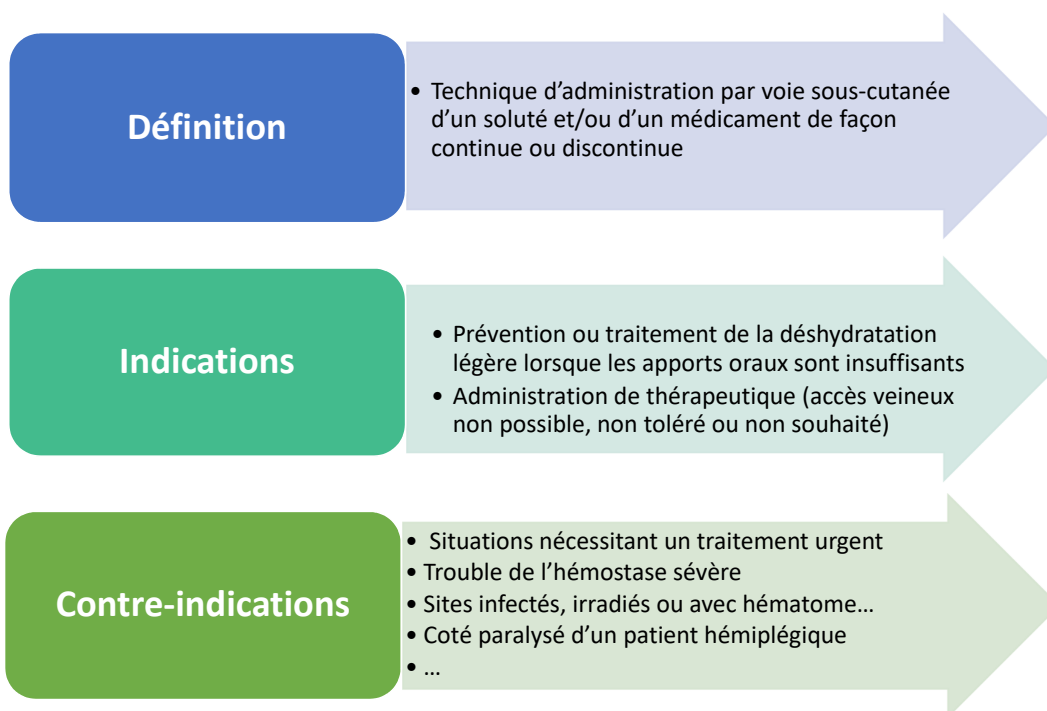 Définition
• Technique d'administration par voie sous-cutanée
d'un soluté et/ou d'un médicament de façon
continue ou discontinue
Indications
• Prévention ou traitement de la déshydratation
légère lorsque les apports oraux sont insuffisants
• Administration de thérapeutique (accès veineux
non possible, non toléré ou non souhaité)
Contre-indications
• Situations nécessitant un traitement urgent
• Trouble de l'hémostase sévère
• Sites infectés, irradiés ou avec hématome…
• Coté paralysé d'un patient hémiplégique
• …